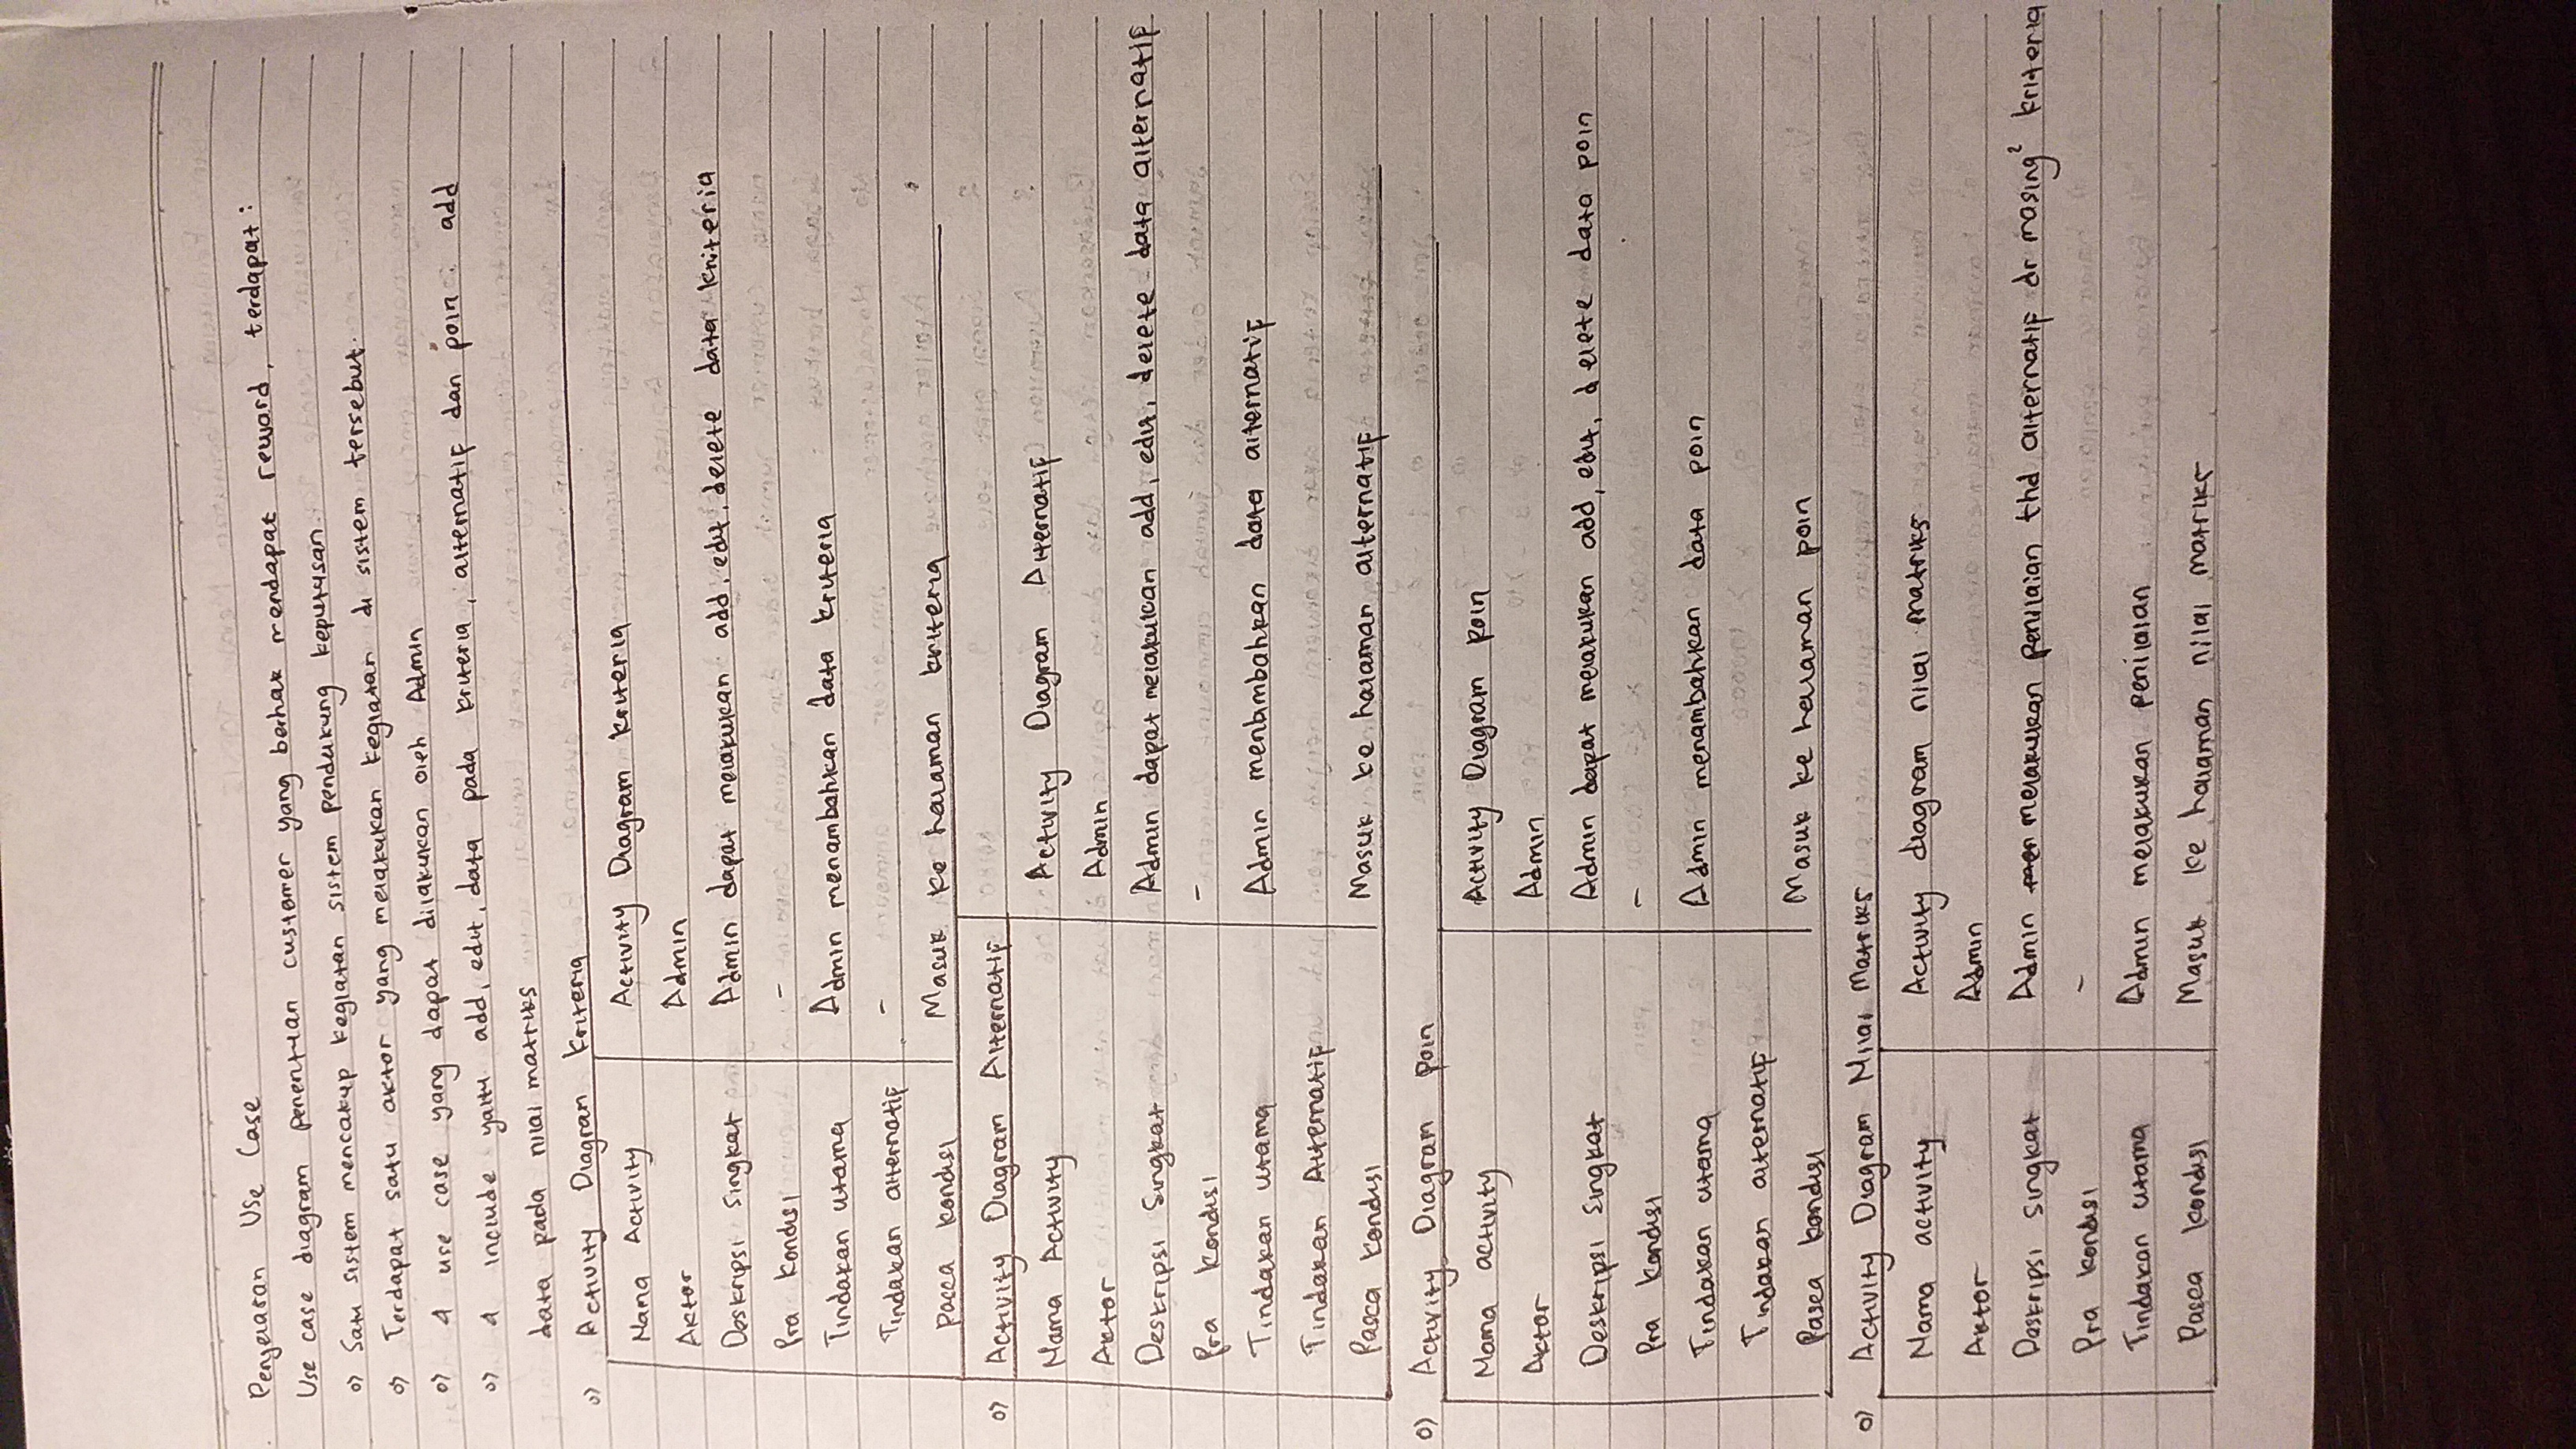 Penjelasan Use Case
Use case diagram penentuan customer yang berhak mendapat reward, terdapat :
o) Satu sistem mencakup kegiatan sistem pendukung keputusan.
o) Terdapat satu aktor yang melakukan kegiatan di sistem tersebut.
o) 4 use case yang dapat dilakukan oleh Admin
o) 4 include yaitu add, edit, data pada kriteria, alternatif dan poin : add
data pada nilai matriks
o) Activity Diagram Kriteria
Nama Activity Activity Diagram kriteria
Aktor Admin
Deskripsi Singkat Admin dapat melakukan add, edit, delete data kriteria
Pra Kondisi -
Tindakan utama Admin menambahkan data kriteria
Tindakan alternatif -
Pasca kondisi Masuk ke halaman kriteria
o) Activity Diagram Alternatif
Nama Activity Activity Diagram Alternatif
Aktor Admin
Deskripsi Singkat Admin dapat melakukan add, edit, delete data alternatif
Pra Kondisi -
Tindakan utama Admin menambahkan data alternatif
Tindakan Alternatif
Pasca Kondisi Masuk ke halaman alternatif
o) Activity Diagram poin
Nama activity Activity Diagram poin
Aktor Admin
Deskripsi Singkat Admin dapat melakukan add, edit, delete data poin
Pra Kondisi -
Tindakan utama Admin menambahkan data poin
Tindakan alternatif
Pasca kondisi Masuk ke halaman poin
o) Activity Diagram Nilai Matriks
Nama activity Activity diagram nilai matriks
Aktor Admin
Deskripsi singkat Admin melakukan penilaian thd alternatif dr masing² kriteria
Pra kondisi -
Tindakan utama Admin melakukan penilaian
Pasca Kondisi Masuk ke halaman nilai matriks